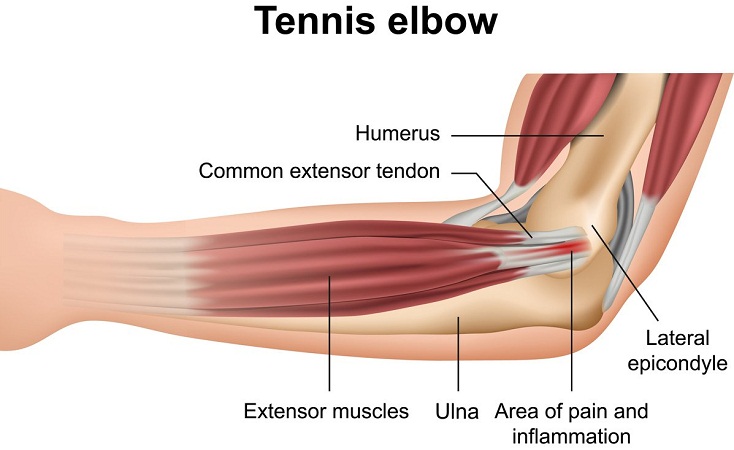 Tennis elbow
Humerus
Common extensor tendon
Lateral
epicondyle
Extensor muscles
Ulna
Area of pain and
inflammation